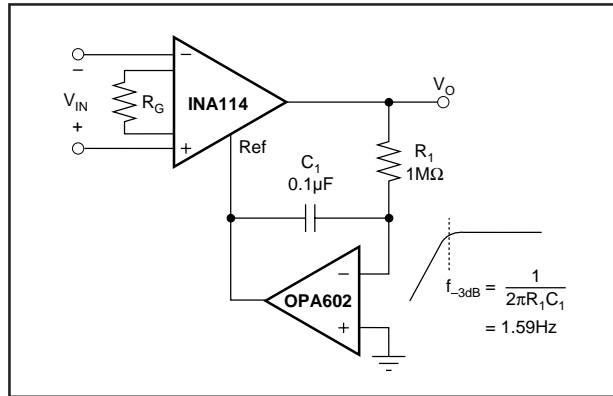 −
−
V_IN
+
R_G
INA114
+
Ref
V_O
R_1
1MΩ
C_1
0.1µF
−
OPA602
+
f_−3dB = 1 / 2πR_1C_1
= 1.59Hz